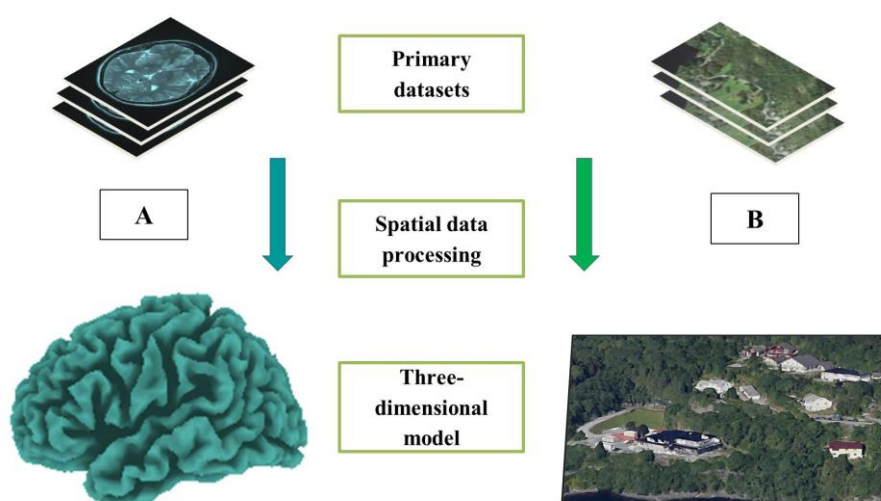 Primary
datasets
A
B
Spatial data
processing
Three-
dimensional
model